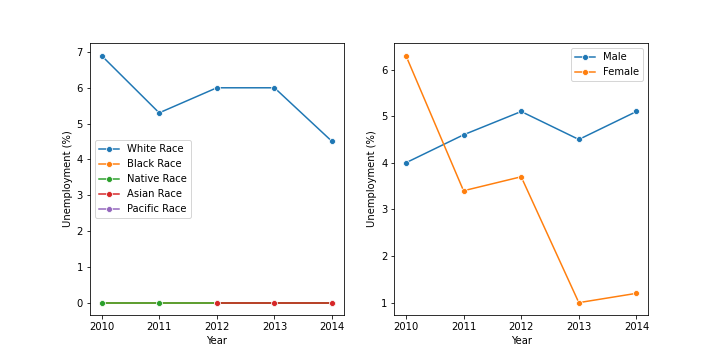 7
6
5
4
3
2
1
0
Unemployment (%)
White Race
Black Race
Native Race
Asian Race
Pacific Race
2010 2011 2012 2013 2014
Year
6
5
4
3
2
1
Unemployment (%)
Male
Female
2010 2011 2012 2013 2014
Year